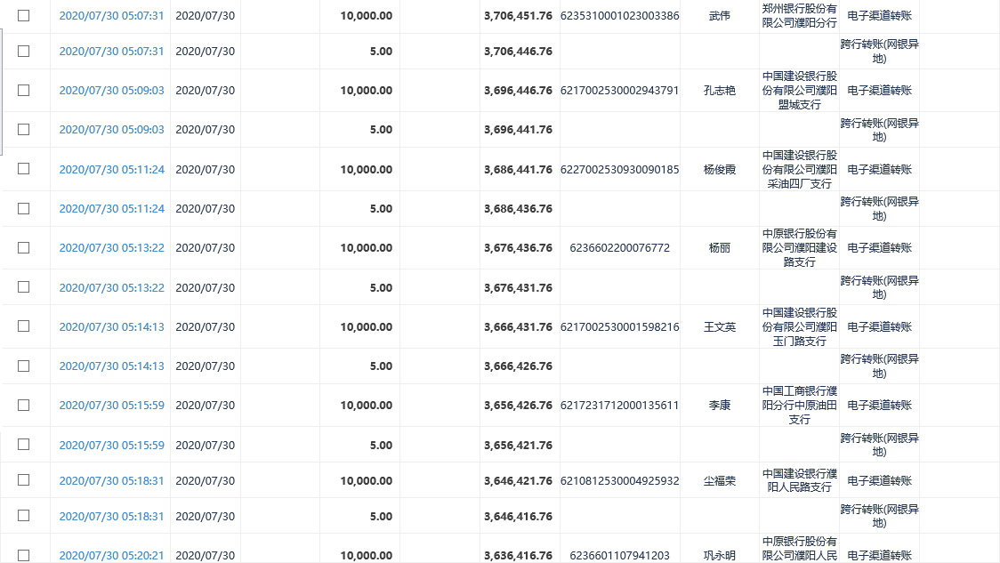 2020/07/30 05:07:31 2020/07/30 10,000.00 3,706,451.76 6235310001023003386 武伟 郑州银行股份有 电子渠道转账
限公司濮阳分行
2020/07/30 05:07:31 2020/07/30 5.00 3,706,446.76 跨行转账(网银异
地)
2020/07/30 05:09:03 2020/07/30 10,000.00 3,696,446.76 6217002530002943791 孔志艳 中国建设银行股 电子渠道转账
份有限公司濮阳
盟城支行
2020/07/30 05:09:03 2020/07/30 5.00 3,696,441.76 跨行转账(网银异
地)
2020/07/30 05:11:24 2020/07/30 10,000.00 3,686,441.76 6227002530930090185 杨俊霞 中国建设银行股 电子渠道转账
份有限公司濮阳
采油四厂支行
2020/07/30 05:11:24 2020/07/30 5.00 3,686,436.76 跨行转账(网银异
地)
2020/07/30 05:13:22 2020/07/30 10,000.00 3,676,436.76 6236602200076772 杨丽 中原银行股份有 电子渠道转账
限公司濮阳建设
路支行
2020/07/30 05:13:22 2020/07/30 5.00 3,676,431.76 跨行转账(网银异
地)
2020/07/30 05:14:13 2020/07/30 10,000.00 3,666,431.76 6217002530001598216 王文英 中国建设银行股 电子渠道转账
份有限公司濮阳
玉门路支行
2020/07/30 05:14:13 2020/07/30 5.00 3,666,426.76 跨行转账(网银异
地)
2020/07/30 05:15:59 2020/07/30 10,000.00 3,656,426.76 6217231712000135611 李康 中国工商银行濮 电子渠道转账
阳分行中原油田
支行
2020/07/30 05:15:59 2020/07/30 5.00 3,656,421.76 跨行转账(网银异
地)
2020/07/30 05:18:31 2020/07/30 10,000.00 3,646,421.76 6210812530004925932 尘福荣 中国建设银行濮 电子渠道转账
阳人民路支行
2020/07/30 05:18:31 2020/07/30 5.00 3,646,416.76 跨行转账(网银异
地)
2020/07/30 05:20:21 2020/07/30 10,000.00 3,636,416.76 6236601107941203 巩永明 中原银行股份有 电子渠道转账
限公司濮阳人民